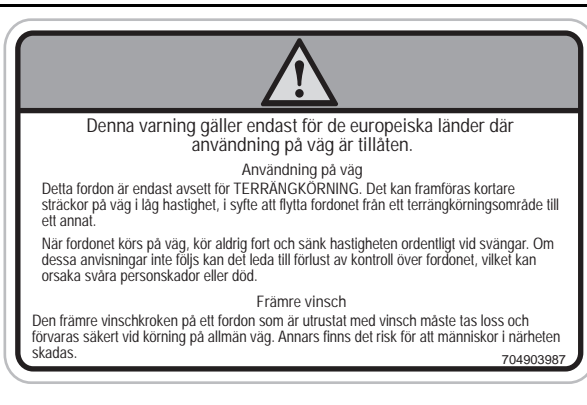 Denna varning gäller endast för de europeiska länder där
användning på väg är tillåten.
Användning på väg
Detta fordon är endast avsett för TERRÄNGKÖRNING. Det kan framföras kortare
sträckor på väg i låg hastighet, i syfte att flytta fordonet från ett terrängkörningsområde till
ett annat.
När fordonet körs på väg, kör aldrig fort och sänk hastigheten ordentligt vid svängar. Om
dessa anvisningar inte följs kan det leda till förlust av kontroll över fordonet, vilket kan
orsaka svåra personskador eller död.
Främre vinsch
Den främre vinschkroken på ett fordon som är utrustat med vinsch måste tas loss och
förvaras säkert vid körning på allmän väg. Annars finns det risk för att människor i närheten
skadas.
704903987